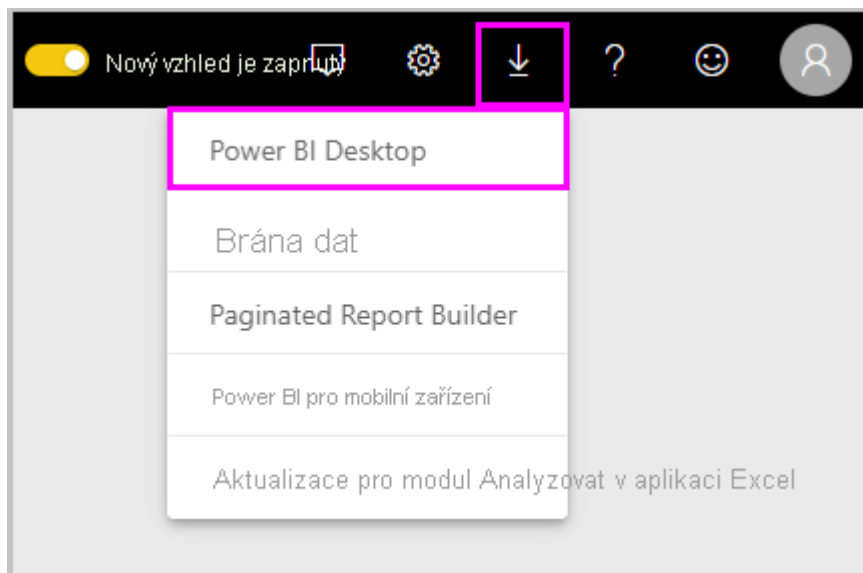 Nový vzhled je zapnutý
Power BI Desktop
Brána dat
Paginated Report Builder
Power BI pro mobilní zařízení
Aktualizace pro modul Analyzovat v aplikaci Excel